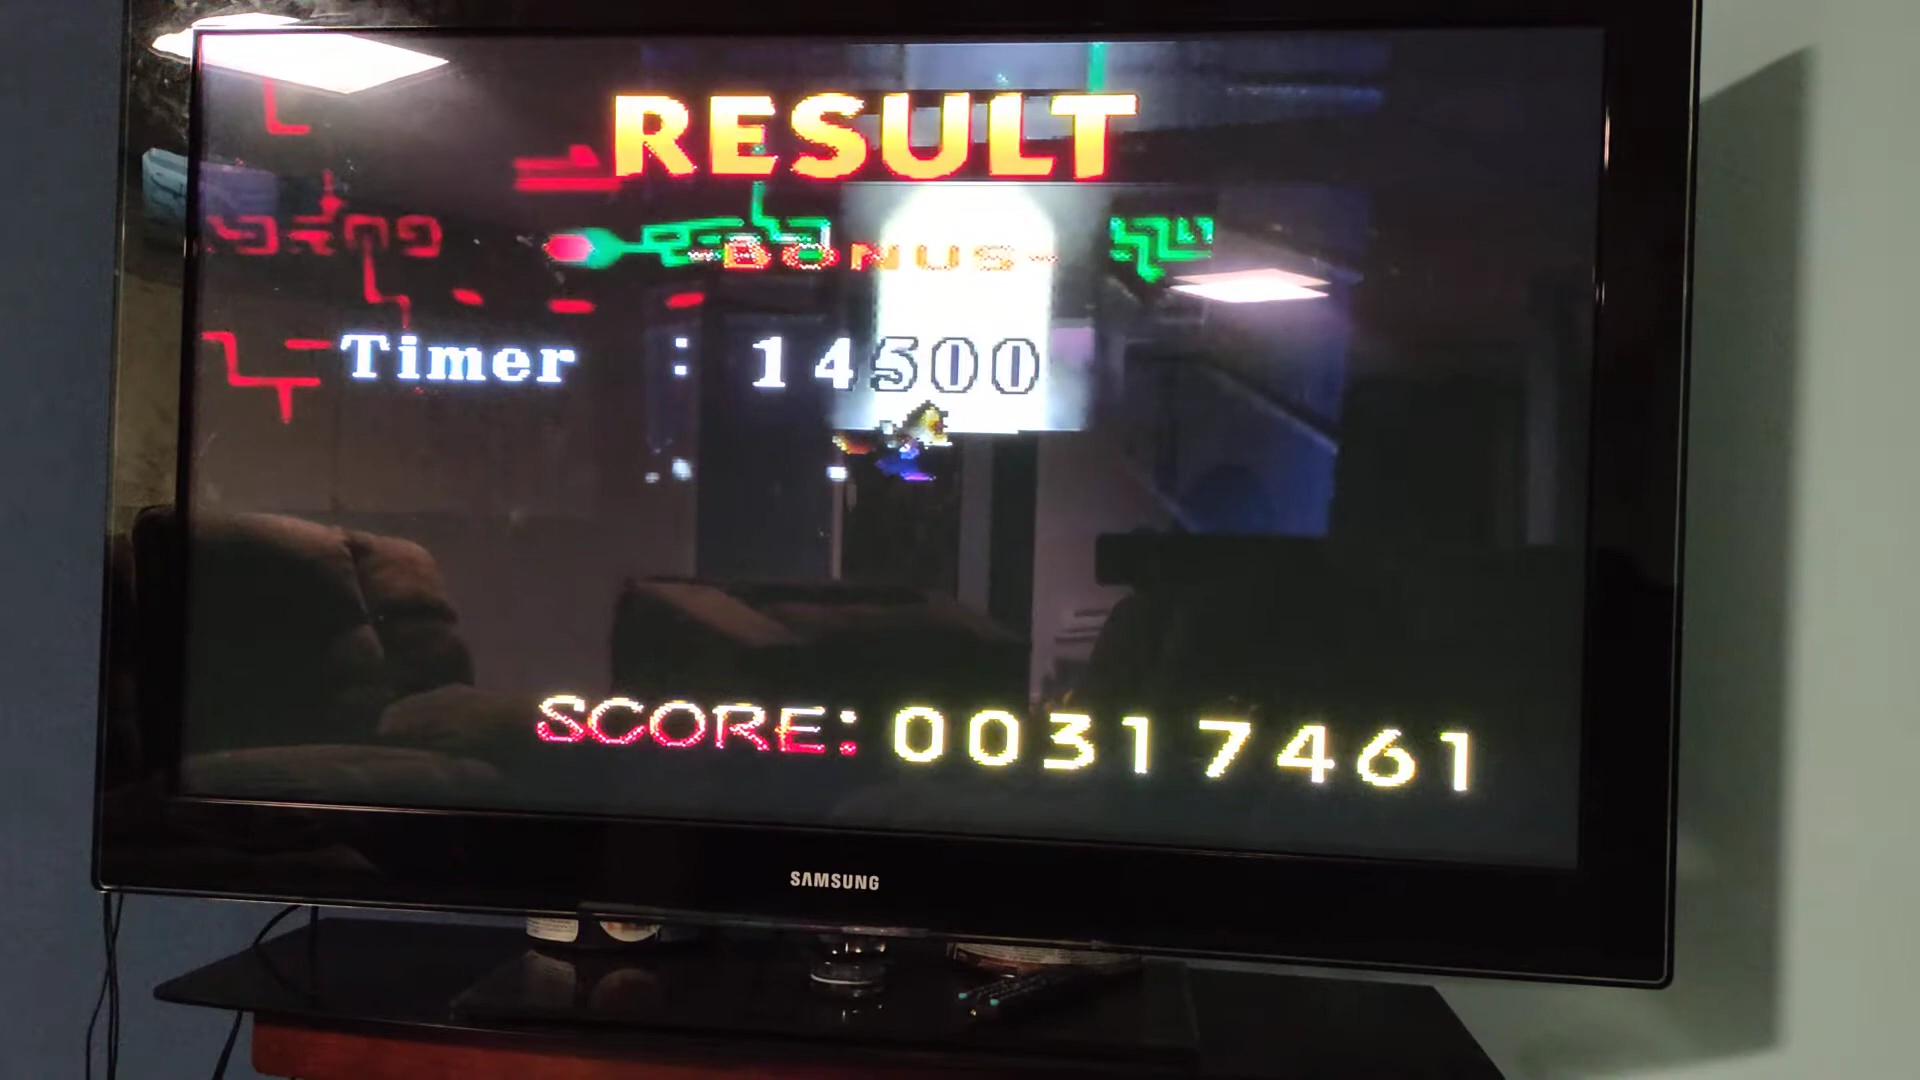 RESULT
-BONUS-
Timer : 14500
SCORE: 00317461
SAMSUNG